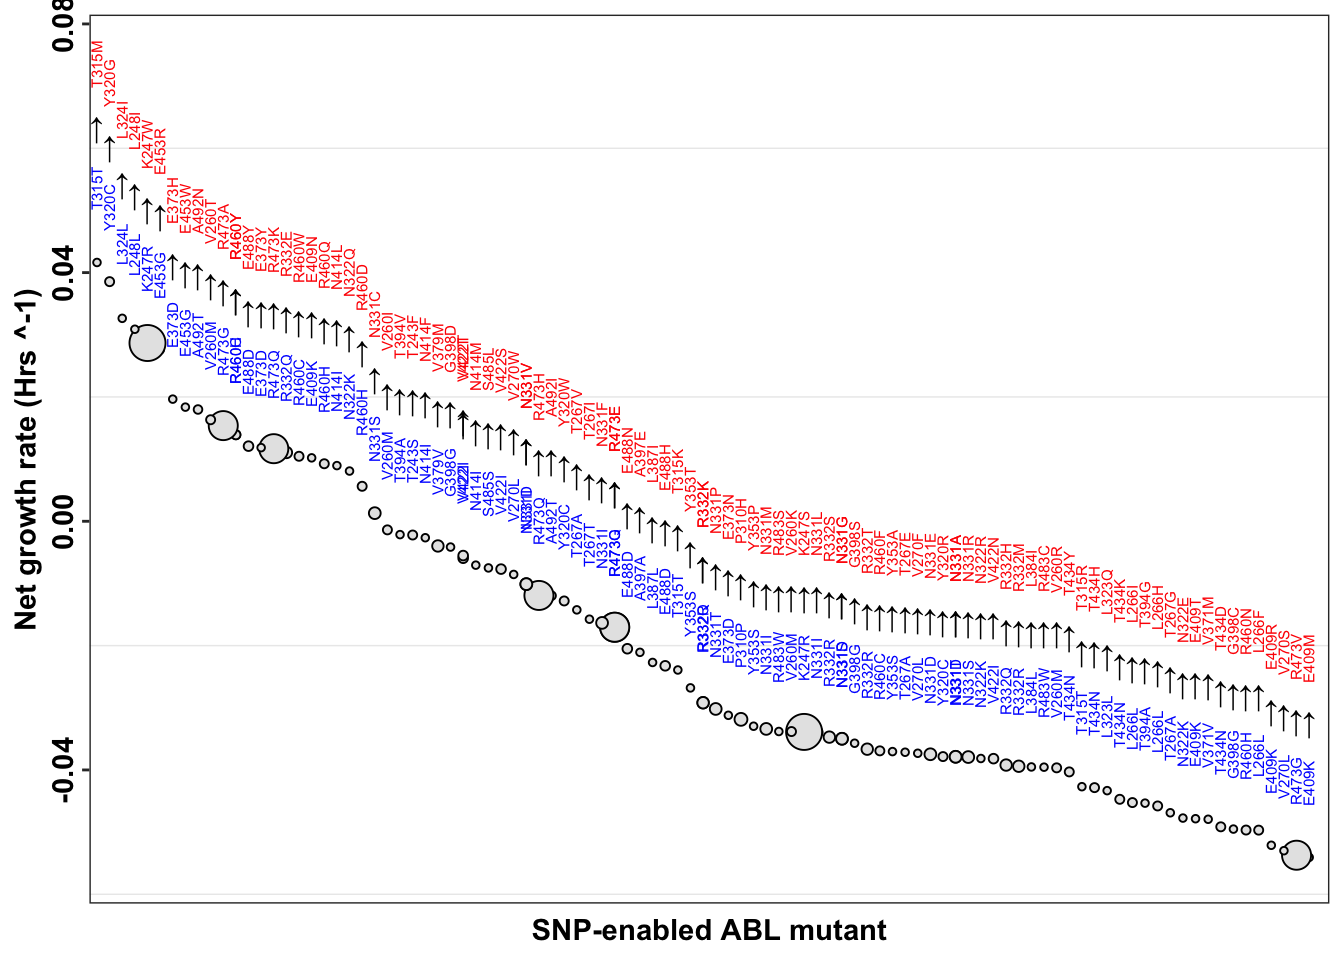 Net growth rate (Hrs ^-1)
0.08
0.04
0.00
-0.04
T315M
Y320G
L324I
L248I
K247W
E453R
E373H
E453W
A492N
V260T
R473A
R460Y
E488Y
E373Y
R473K
R332E
R460W
E409N
R460Q
N414L
N322Q
R460D
N331C
V260I
T394V
T243F
N414F
V379M
G398D
N414M
S485L
V422S
V270W
N331V
R473H
A492I
Y320W
T267V
T267I
N331F
R473E
E488N
A397E
L387I
E488H
T315K
Y353T
R332K
N331P
E373N
P310H
Y353P
N331M
R483S
V260K
K247S
N331L
R332S
N331G
G398S
R332T
R460F
Y353A
T267E
V270F
N331E
Y320R
N331A
N331R
N322R
V422N
R332H
R332M
L384I
R483C
V260R
T434Y
T315R
T434H
L323Q
T434K
L266I
T394G
L266H
T267G
N322E
E409T
V371M
T434D
G398C
R460N
L266F
E409R
V270S
R473V
E409M
T315T
Y320C
L324L
L248L
K247R
E453G
E373D
E453G
A492T
V260M
R473G
E488D
E373D
R473Q
R332Q
R460C
E409K
R460H
N414I
N322K
R460H
N331S
V260M
T394A
T243S
N414I
V379V
G398G
V422I
N414I
S485S
V422I
V270L
R473Q
A492T
Y320C
T267A
T267T
N331I
R473Q
E488D
A397A
L387L
E488D
T315T
Y353S
N331T
E373D
P310P
Y353S
N331I
R483W
V260M
K247R
N331I
R332R
G398G
R332R
R460C
Y353S
T267A
V270L
N331D
Y320C
N331S
N322K
V422I
R332Q
R332R
L384L
R483W
V260M
T434N
T315T
T434N
L323L
T434N
L266L
T394A
L266L
T267A
N322K
E409K
V371V
T434N
G398G
R460H
L266L
E409K
V270L
R473G
E409K
SNP-enabled ABL mutant